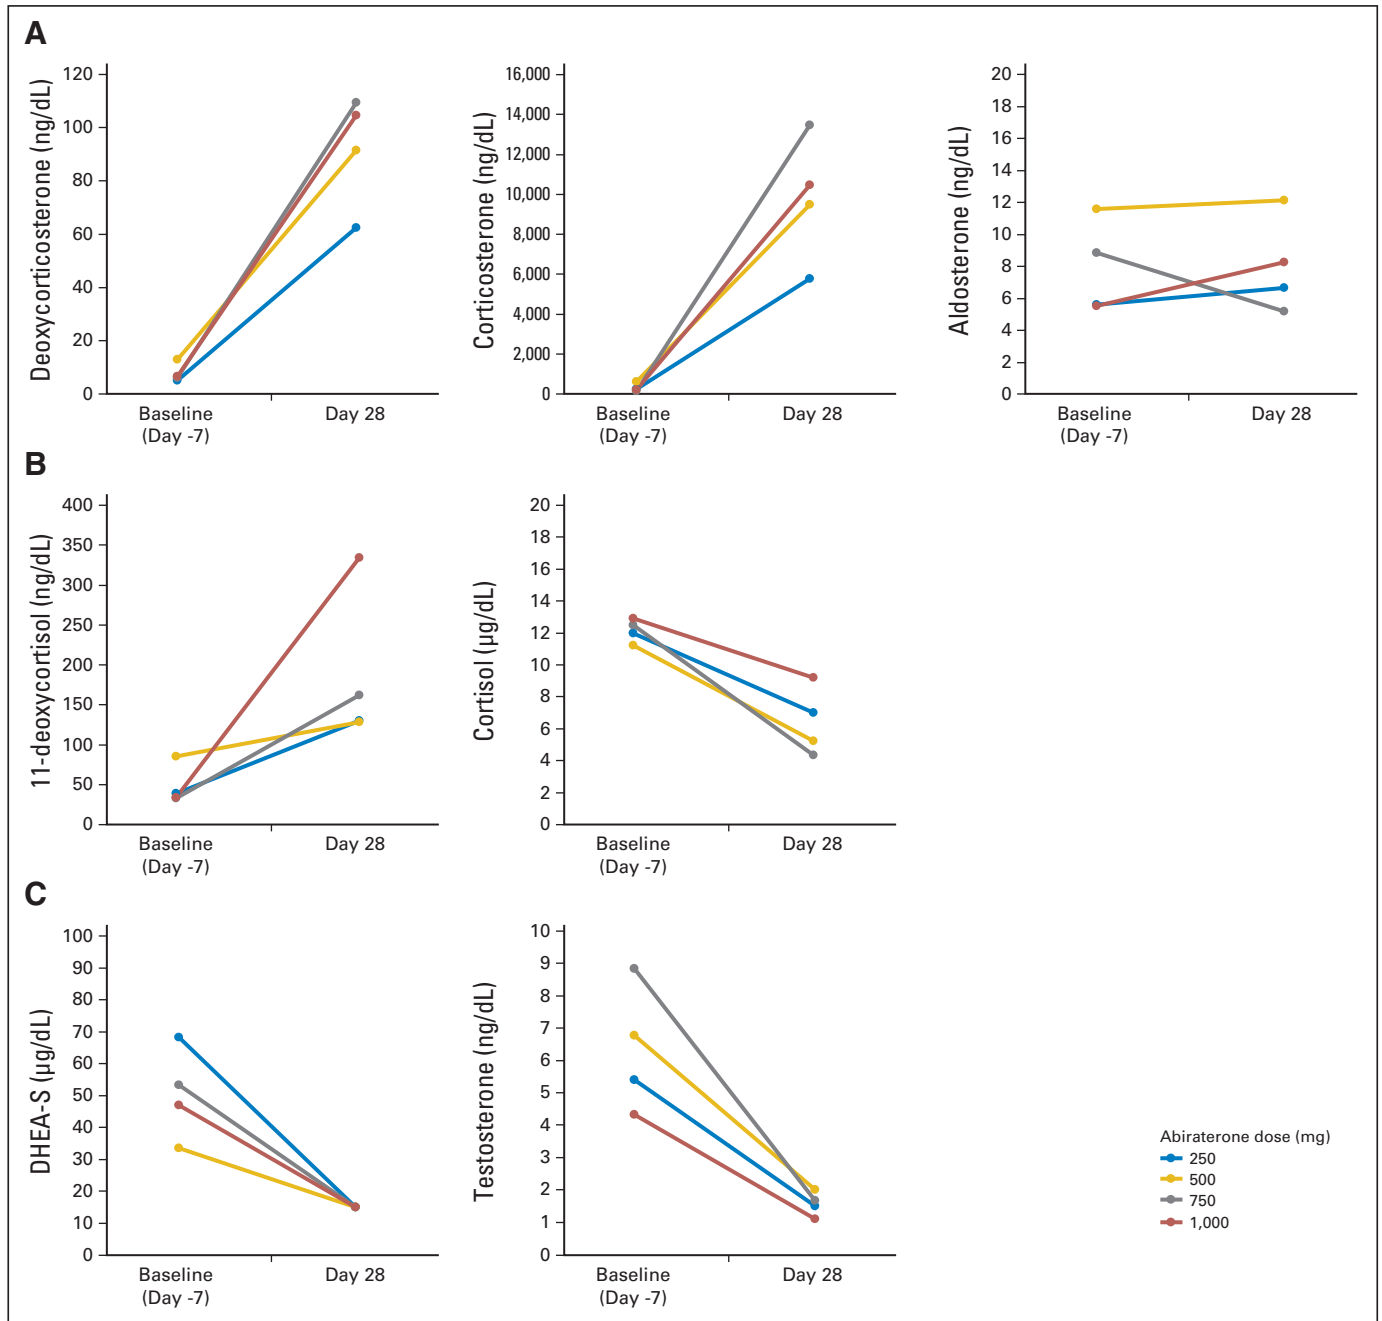 A
Deoxycorticosterone (ng/dL)
120
100
80
60
40
20
0
Baseline
(Day -7)
Day 28
Corticosterone (ng/dL)
16,000
14,000
12,000
10,000
8,000
6,000
4,000
2,000
0
Baseline
(Day -7)
Day 28
Aldosterone (ng/dL)
20
18
16
14
12
10
8
6
4
2
0
Baseline
(Day -7)
Day 28
B
11-deoxycortisol (ng/dL)
400
350
300
250
200
150
100
50
0
Baseline
(Day -7)
Day 28
Cortisol (µg/dL)
20
18
16
14
12
10
8
6
4
2
0
Baseline
(Day -7)
Day 28
C
DHEA-S (µg/dL)
100
90
80
70
60
50
40
30
20
10
0
Baseline
(Day -7)
Day 28
Testosterone (ng/dL)
10
9
8
7
6
5
4
3
2
1
0
Baseline
(Day -7)
Day 28
Abiraterone dose (mg)
250
500
750
1,000